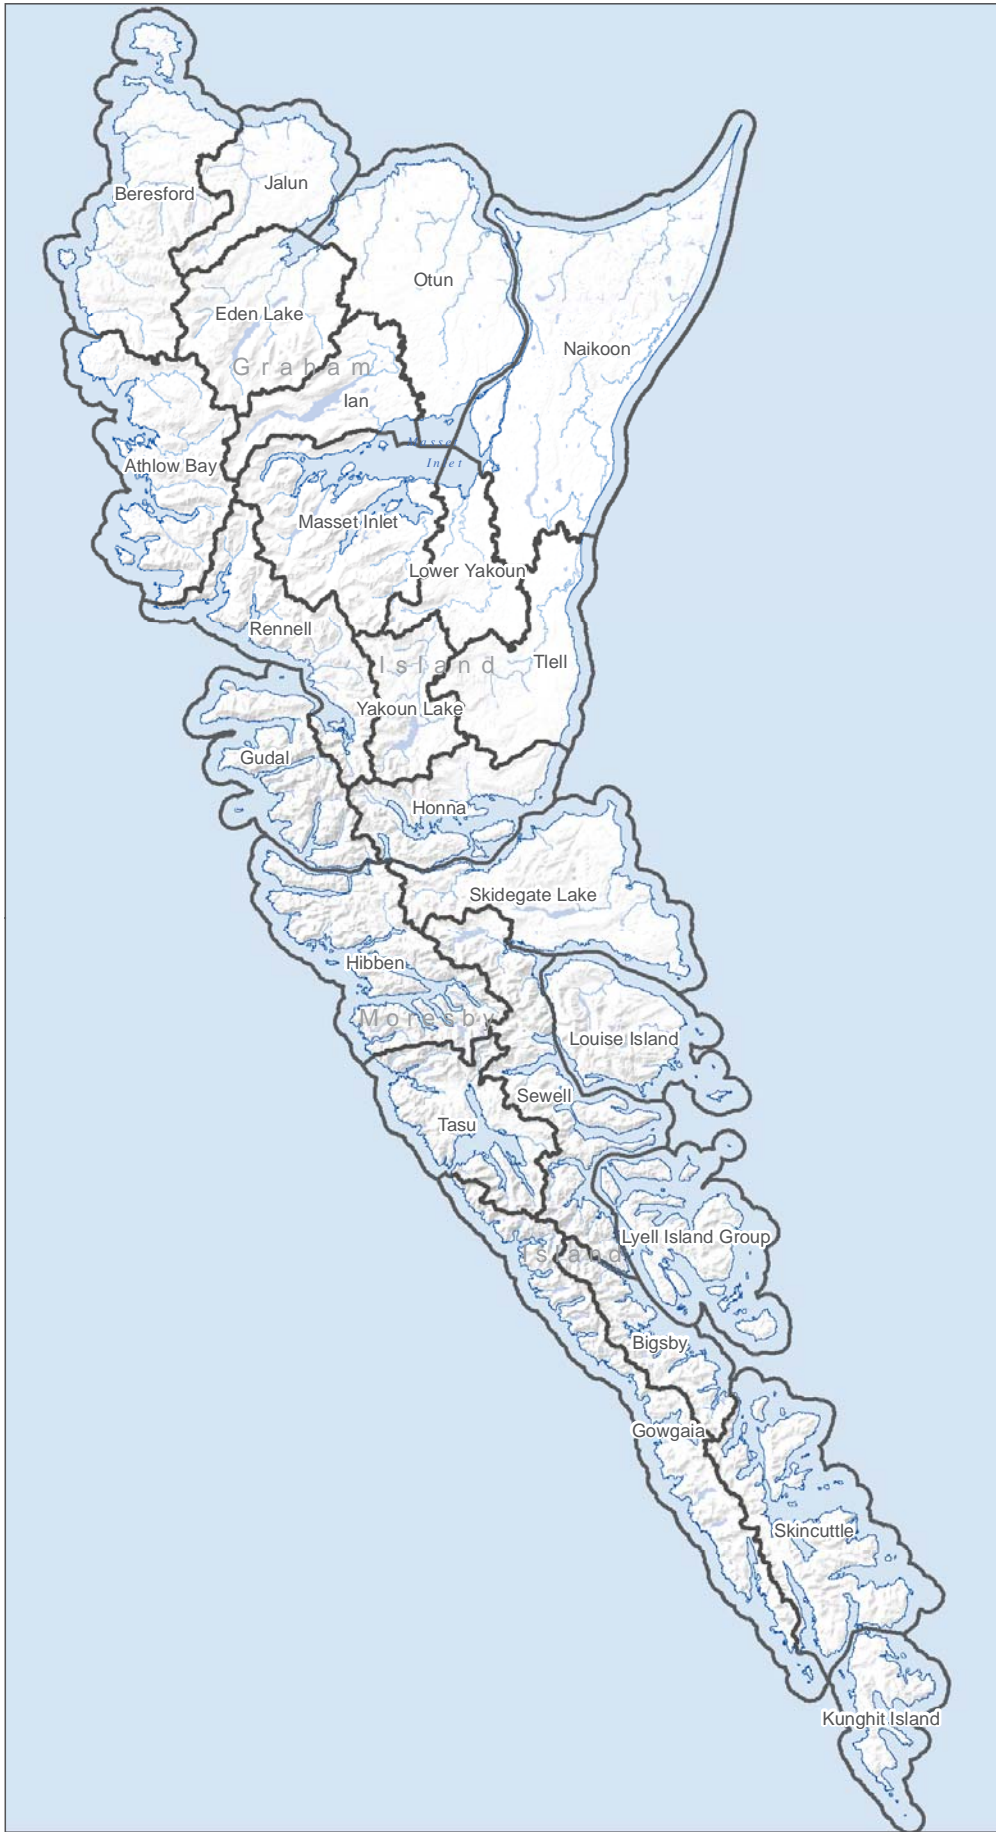 Jalun
Beresford
Otun
Eden Lake
Naikoon
Graham
Ian
Masset
Inlet
Athlow Bay
Masset Inlet
Lower Yakoun
Rennell
Island
Tlell
Yakoun Lake
Gudal
Honna
Skidegate Lake
Hibben
Moresby
Louise Island
Sewell
Tasu
Lyell Island Group
Island
Bigsby
Gowgaia
Skincuttle
Kunghit Island